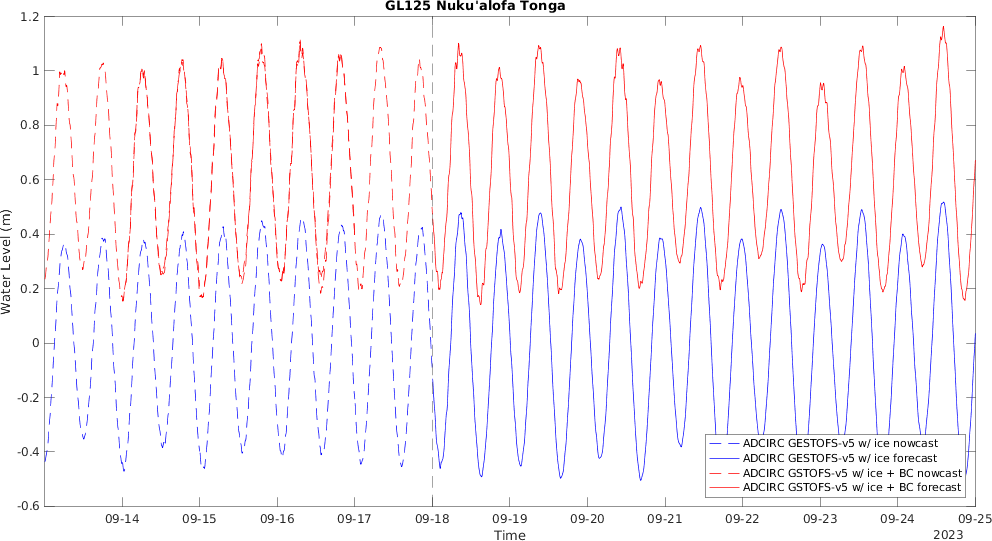 GL125 Nuku'alofa Tonga
1.2
1
0.8
0.6
0.4
0.2
0
-0.2
-0.4
-0.6
Water Level (m)
ADCIRC GESTOFS-v5 w/ ice nowcast
ADCIRC GESTOFS-v5 w/ ice forecast
ADCIRC GSTOFS-v5 w/ ice + BC nowcast
ADCIRC GSTOFS-v5 w/ ice + BC forecast
09-14 09-15 09-16 09-17 09-18 09-19 09-20 09-21 09-22 09-23 09-24 09-25
Time
2023